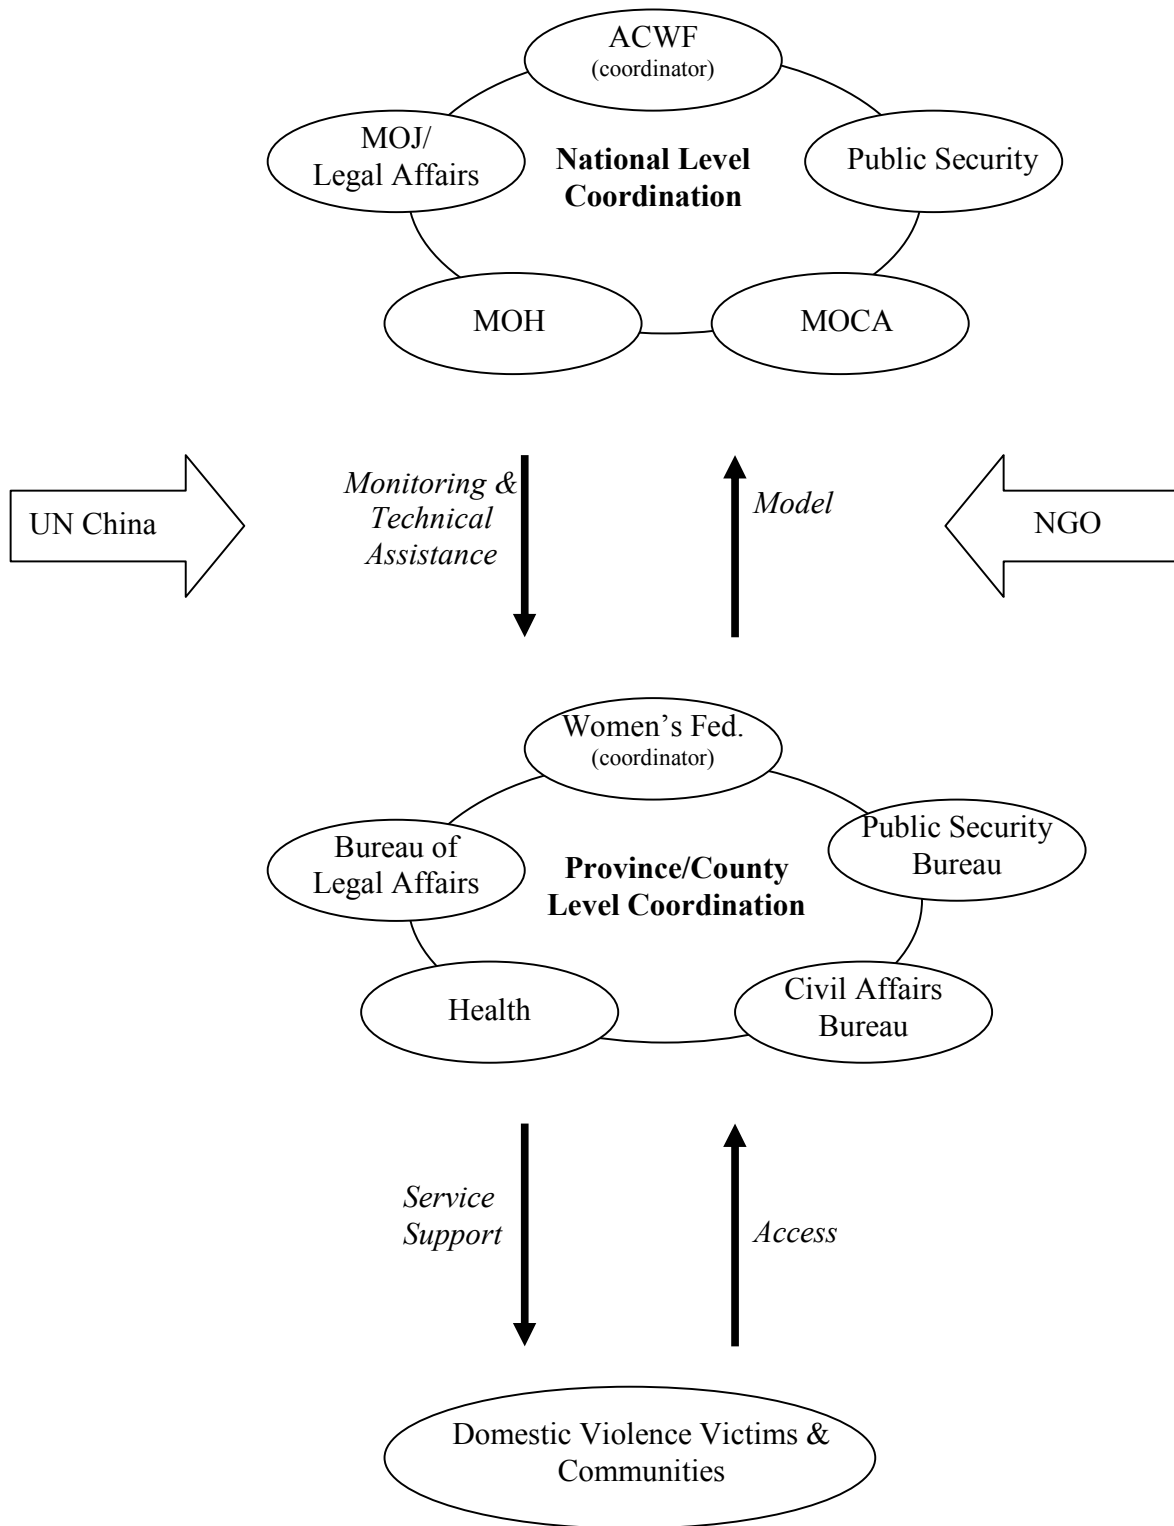 ACWF
(coordinator)
MOJ/
Legal Affairs
National Level
Coordination
Public Security
MOH
MOCA
UN China
Monitoring &
Technical
Assistance
Model
NGO
Women’s Fed.
(coordinator)
Bureau of
Legal Affairs
Province/County
Level Coordination
Public Security
Bureau
Health
Civil Affairs
Bureau
Service
Support
Access
Domestic Violence Victims &
Communities